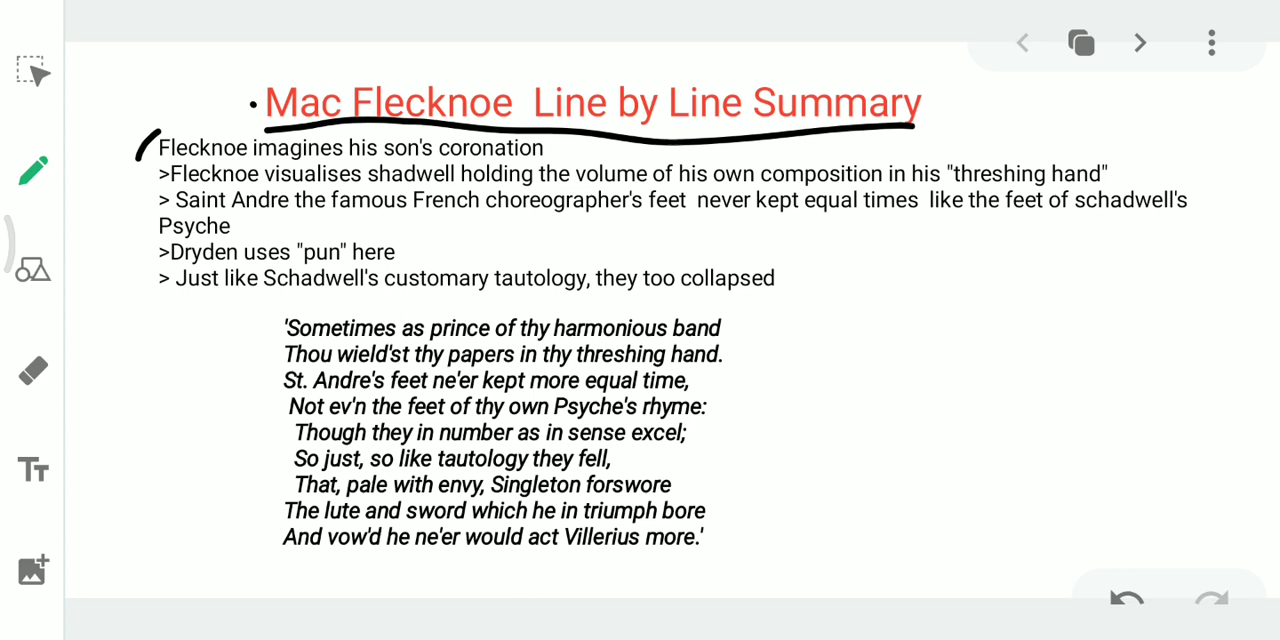 Mac Flecknoe Line by Line Summary
Flecknoe imagines his son's coronation
>Flecknoe visualises shadwell holding the volume of his own composition in his "threshing hand"
> Saint Andre the famous French choreographer's feet never kept equal times like the feet of schadwell's
Psyche
>Dryden uses "pun" here
> Just like Schadwell's customary tautology, they too collapsed
'Sometimes as prince of thy harmonious band
Thou wield'st thy papers in thy threshing hand.
St. Andre's feet ne'er kept more equal time,
Not ev'n the feet of thy own Psyche's rhyme:
Though they in number as in sense excel;
So just, so like tautology they fell,
That, pale with envy, Singleton forswore
The lute and sword which he in triumph bore
And vow'd he ne'er would act Villerius more.'
TT